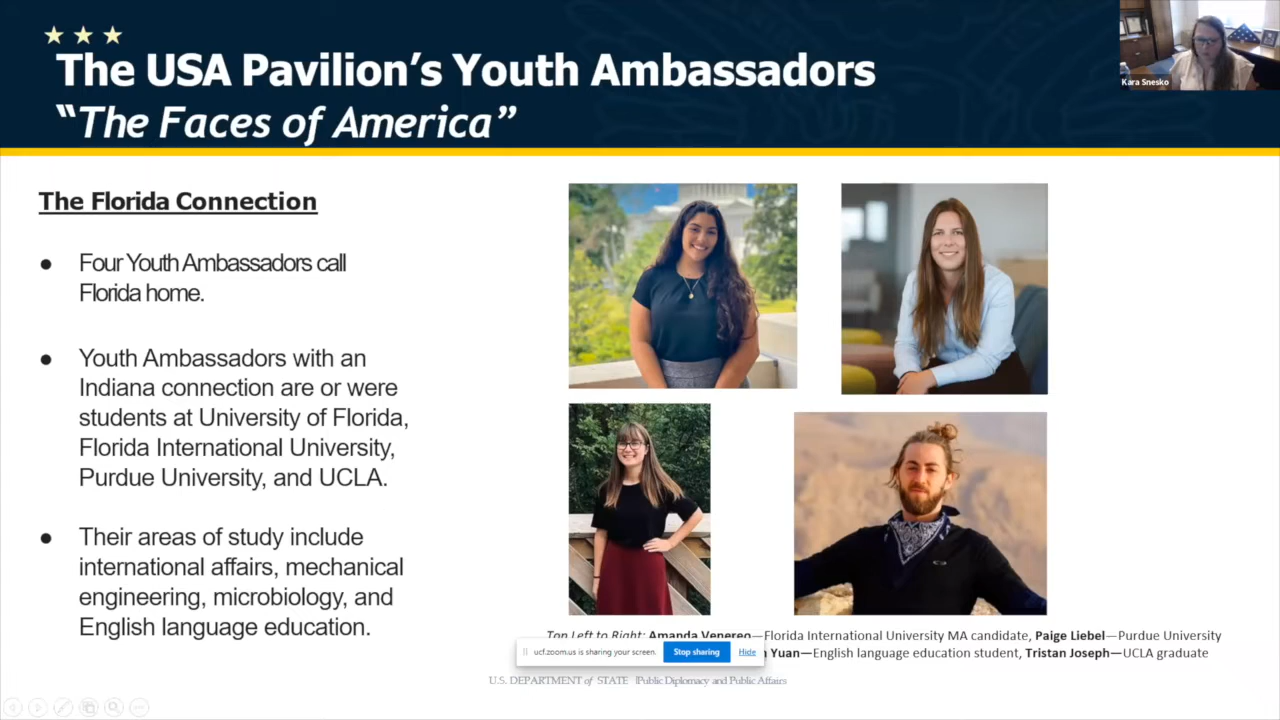 The USA Pavilion's Youth Ambassadors
"The Faces of America"
Kara Snesko
The Florida Connection
● Four Youth Ambassadors call
Florida home.
● Youth Ambassadors with an
Indiana connection are or were
students at University of Florida,
Florida International University,
Purdue University, and UCLA.
● Their areas of study include
international affairs, mechanical
engineering, microbiology, and
English language education.
Top Left to Right: Amanda Venereo—Florida International University MA candidate, Paige Liebel—Purdue University
Yuan—English language education student, Tristan Joseph—UCLA graduate
ucf.zoom.us is sharing your screen. Stop sharing Hide
U.S. DEPARTMENT of STATE Public Diplomacy and Public Affairs